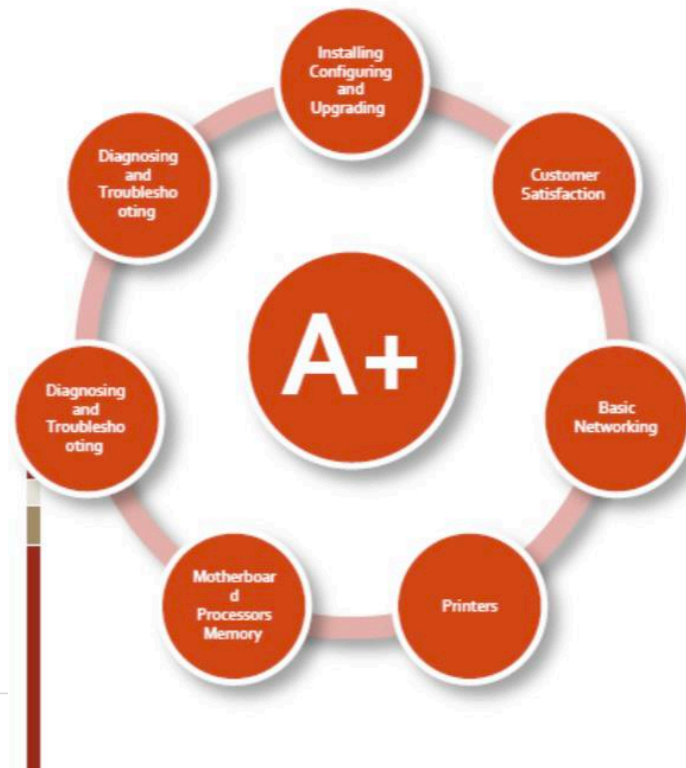 Installing
Configuring
and
Upgrading
Diagnosing
and
Troublesho
oting
Customer
Satisfaction
A+
Diagnosing
and
Troublesho
oting
Basic
Networking
Motherboar
d
Processors
Memory
Printers